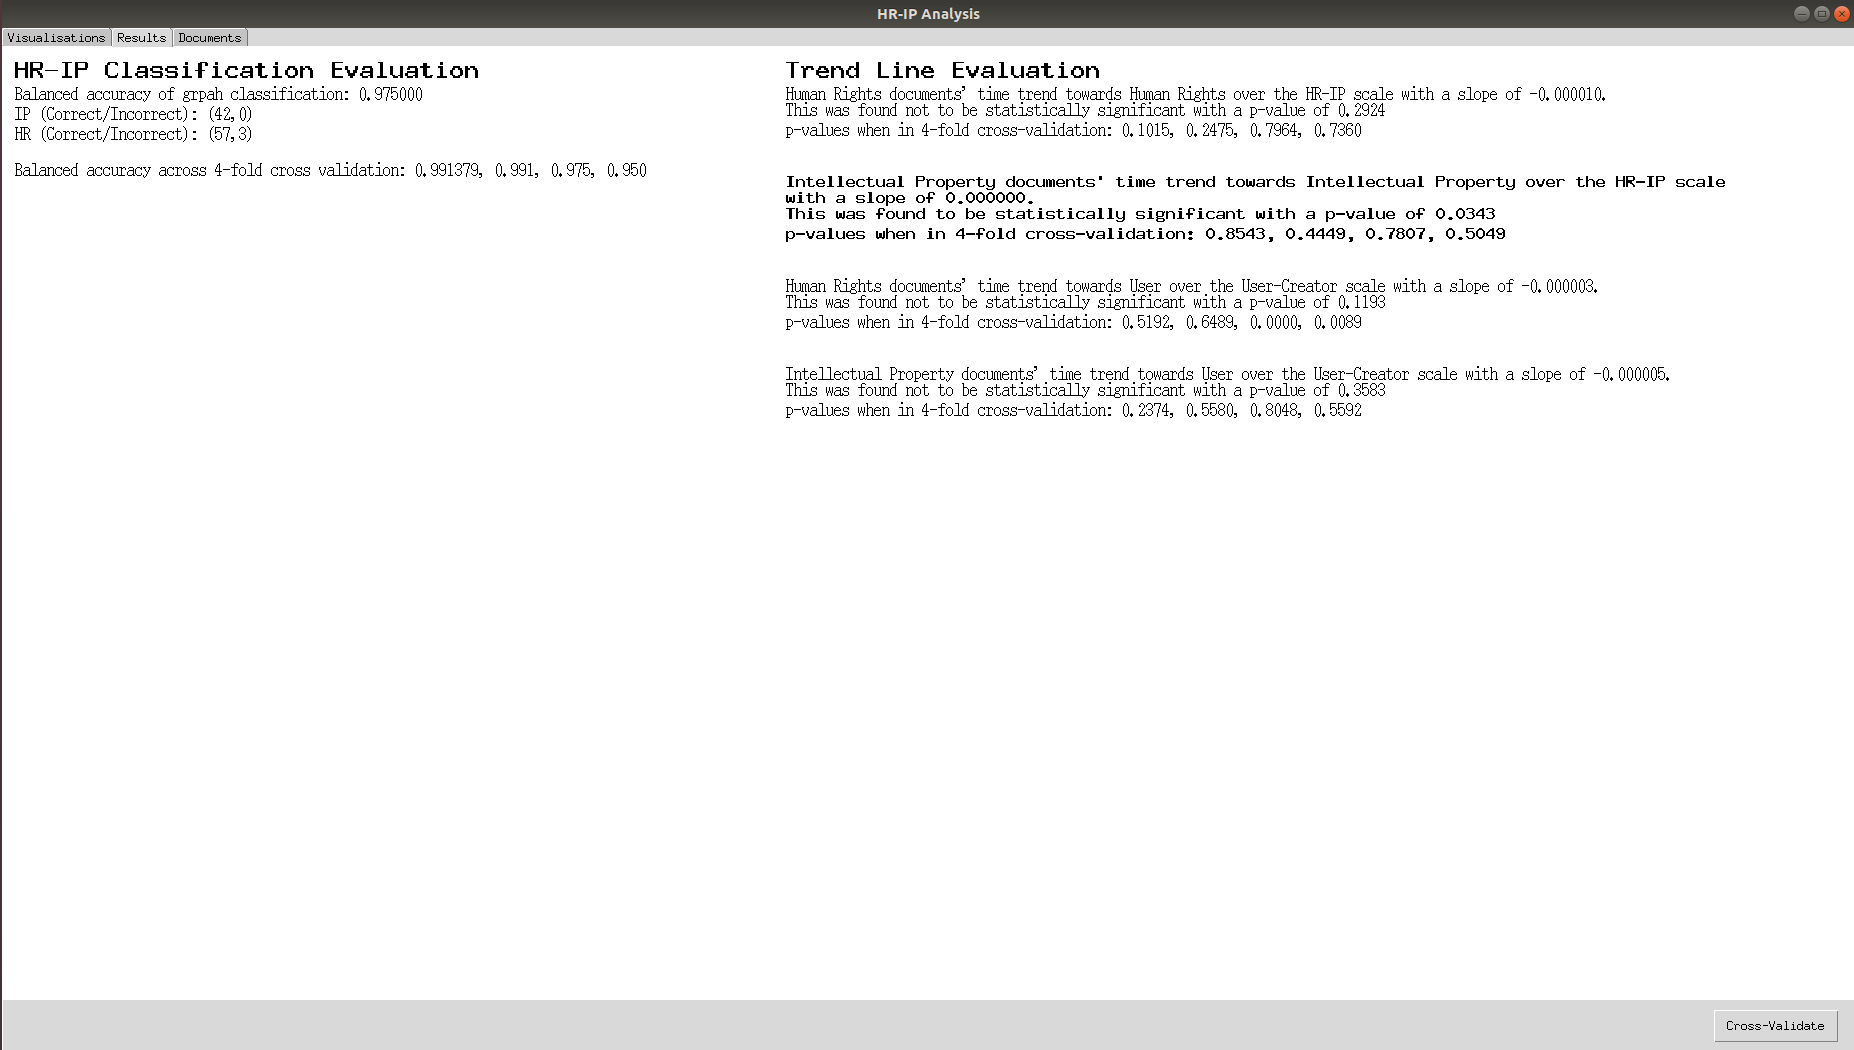 HR-IP Analysis
Visualisations Results Documents
HR-IP Classification Evaluation
Balanced accuracy of grpah classification: 0.975000
IP (Correct/Incorrect): (42,0)
HR (Correct/Incorrect): (57,3)
Balanced accuracy across 4-fold cross validation: 0.991379, 0.991, 0.975, 0.950
Trend Line Evaluation
Human Rights documents' time trend towards Human Rights over the HR-IP scale with a slope of -0.000010.
This was found not to be statistically significant with a p-value of 0.2924
p-values when in 4-fold cross-validation: 0.1015, 0.2475, 0.7964, 0.7360
Intellectual Property documents' time trend towards Intellectual Property over the HR-IP scale
with a slope of 0.000000.
This was found to be statistically significant with a p-value of 0.0343
p-values when in 4-fold cross-validation: 0.8543, 0.4449, 0.7807, 0.5049
Human Rights documents' time trend towards User over the User-Creator scale with a slope of -0.000003.
This was found not to be statistically significant with a p-value of 0.1193
p-values when in 4-fold cross-validation: 0.5192, 0.6489, 0.0000, 0.0089
Intellectual Property documents' time trend towards User over the User-Creator scale with a slope of -0.000005.
This was found not to be statistically significant with a p-value of 0.3583
p-values when in 4-fold cross-validation: 0.2374, 0.5580, 0.8048, 0.5592
Cross-Validate